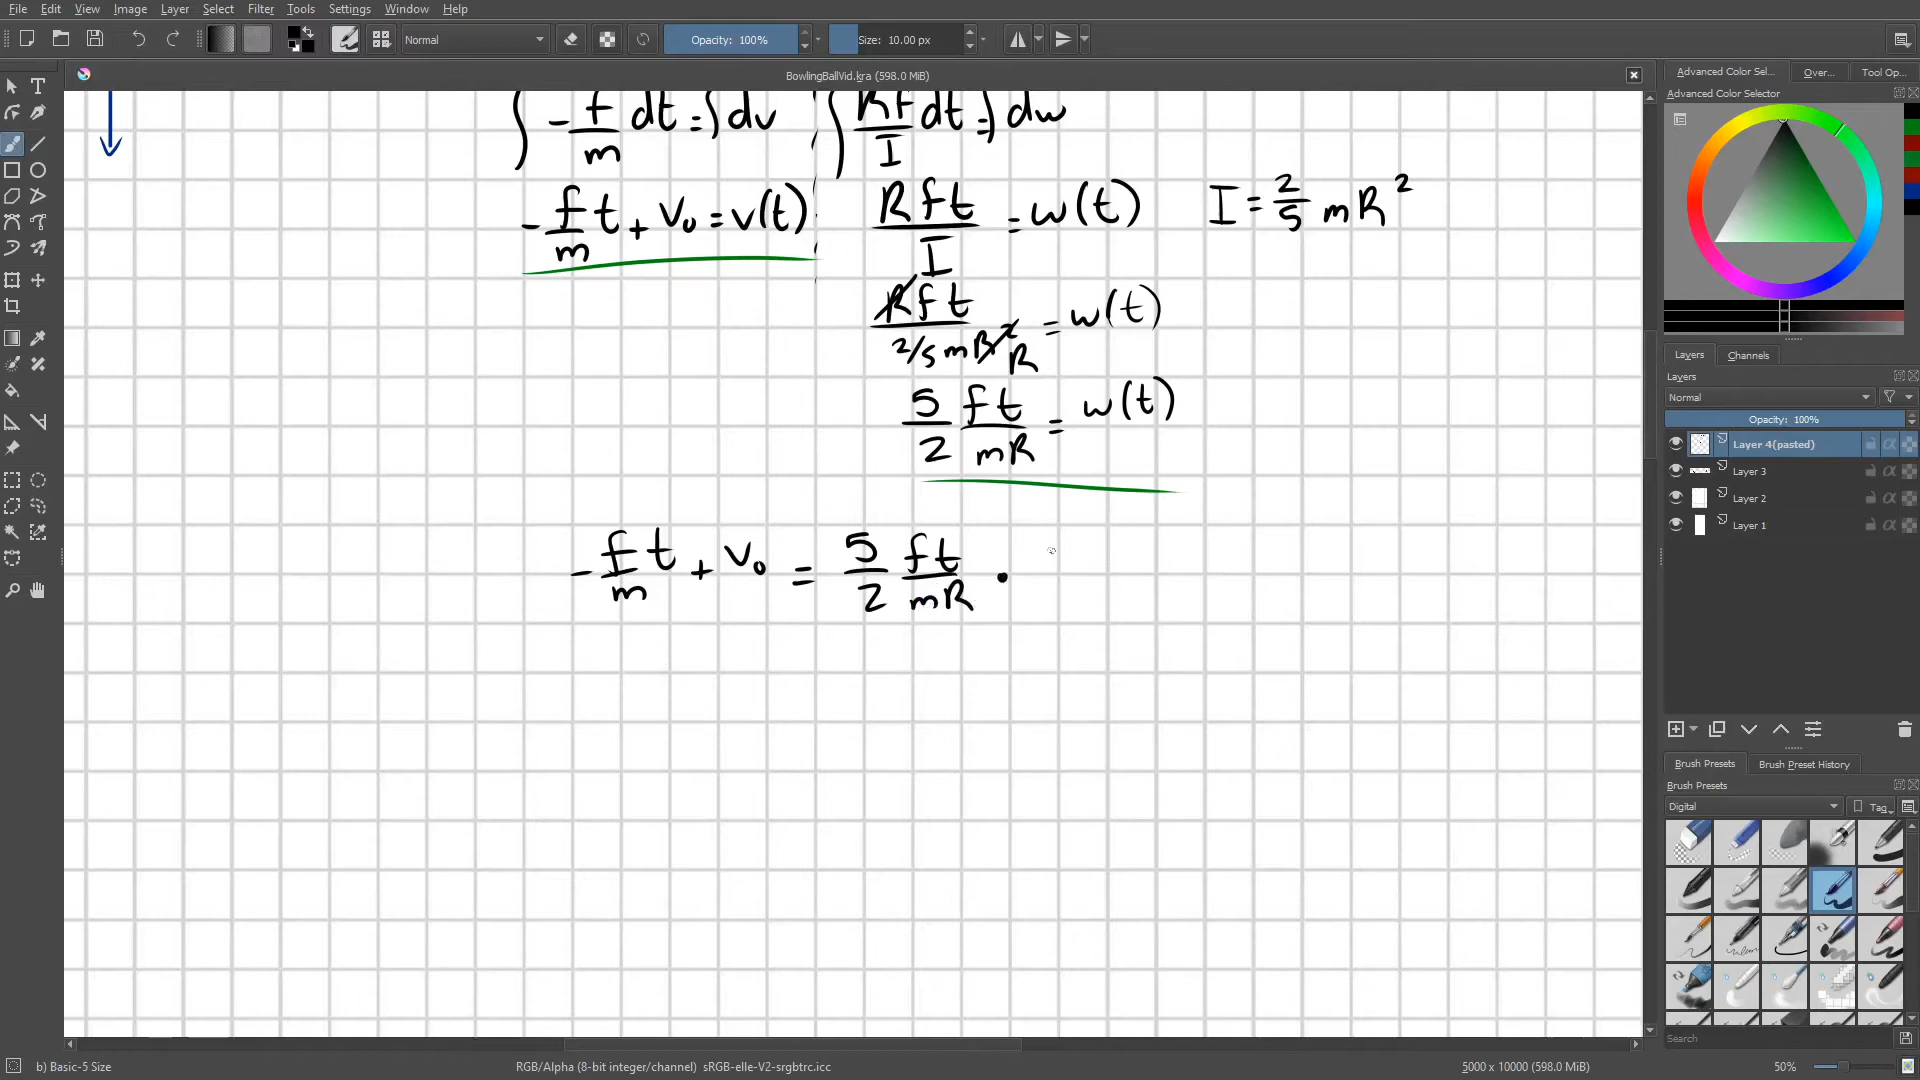 File Edit View Image Layer Select Filter Tools Settings Window Help
Normal Opacity: 100% Size: 10.00 px
BowlingBallVid.kra (598.0 MiB)
Advanced Color Sel... Over... Tool Op...
Advanced Color Selector
∫ -f/m dt = ∫ dv ∫ Rf/I dt = ∫ dw
-f/m t + v₀ = v(t) Rft/I = w(t) I = 2/5 mR²
Rft/(2/5 mR² R) = w(t)
5/2 ft/mR = w(t)
-f/m t + v₀ = 5/2 ft/mR ·
Layers Channels
Layers
Normal
Opacity: 100%
Layer 4(pasted)
Layer 3
Layer 2
Layer 1
Brush Presets Brush Preset History
Brush Presets
Digital Tag
Search
b) Basic-5 Size RGB/Alpha (8-bit integer/channel) sRGB-elle-V2-srgbtrc.icc 5000 x 10000 (598.0 MiB) 50%